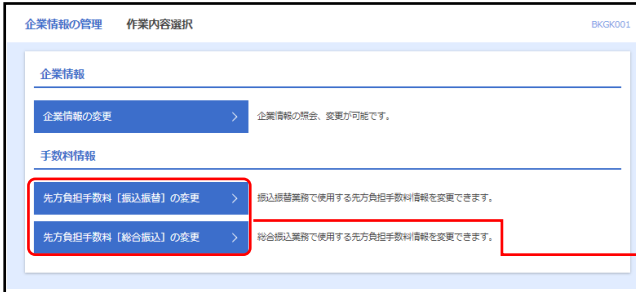 企業情報の管理 作業内容選択 BKGK001
企業情報
企業情報の変更 企業情報の照会、変更が可能です。
手数料情報
先方負担手数料［振込振替］の変更 振込振替業務で使用する先方負担手数料情報を変更できます。
先方負担手数料［総合振込］の変更 総合振込業務で使用する先方負担手数料情報を変更できます。